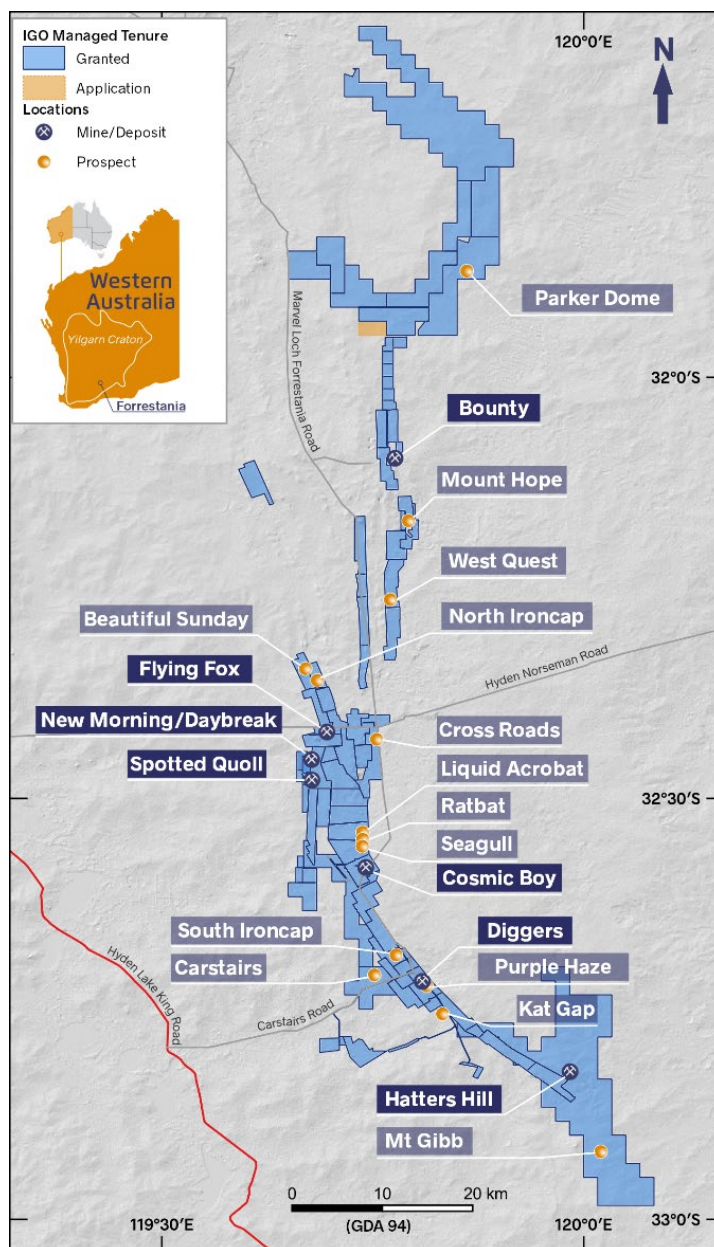 IGO Managed Tenure
Granted
Application
Locations
Mine/Deposit
Prospect
Western
Australia
Yilgarn Craton
Forrestania
120°0′E
N
Parker Dome
Marvel Loch Forrestania Road
32°0′S
Bounty
Mount Hope
West Quest
Beautiful Sunday
North Ironcap
Flying Fox
Hyden Norseman Road
New Morning/Daybreak
Cross Roads
Spotted Quoll
Liquid Acrobat
32°30′S
Ratbat
Seagull
Cosmic Boy
South Ironcap
Diggers
Carstairs
Purple Haze
Hyden Lake King Road
Carstairs Road
Kat Gap
Hatters Hill
Mt Gibb
0 10 20 km
(GDA 94)
119°30′E
120°0′E
33°0′S